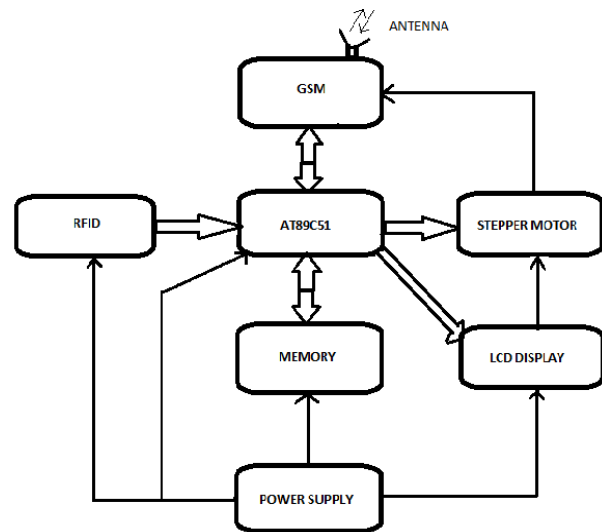 ANTENNA
GSM
RFID
AT89C51
STEPPER MOTOR
MEMORY
LCD DISPLAY
POWER SUPPLY